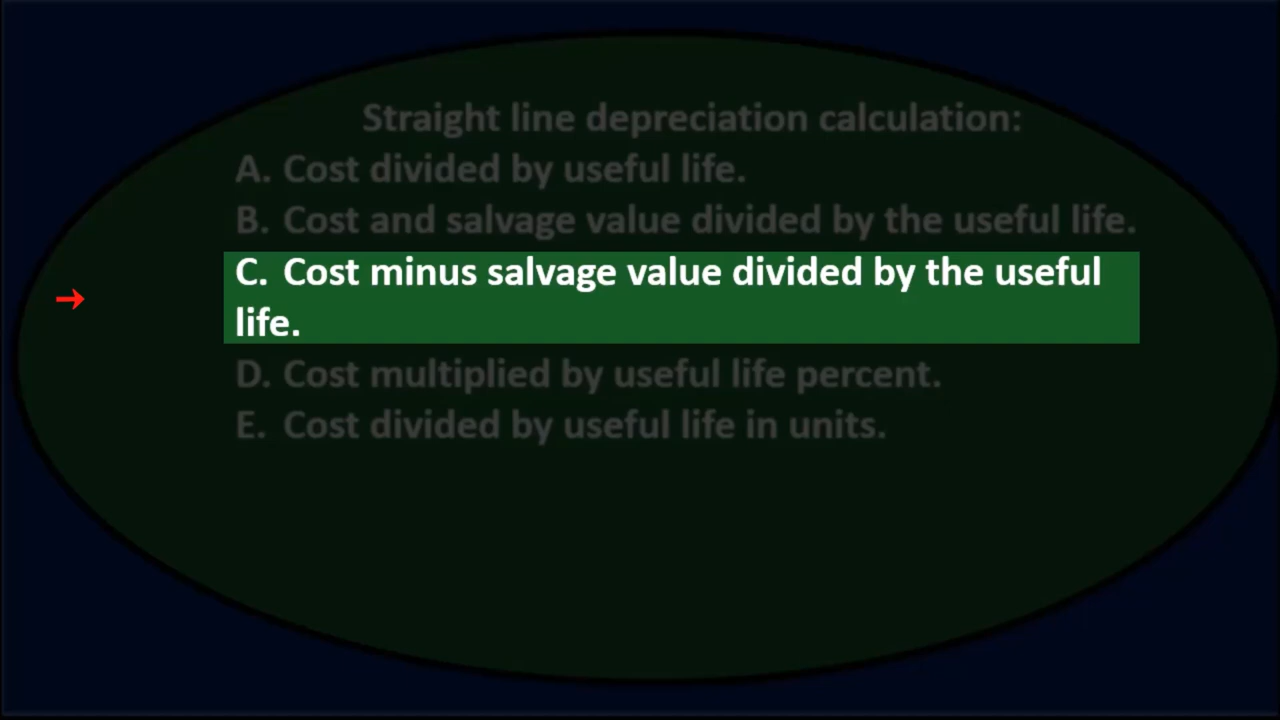 Straight line depreciation calculation:
A. Cost divided by useful life.
B. Cost and salvage value divided by the useful life.
C. Cost minus salvage value divided by the useful
life.
D. Cost multiplied by useful life percent.
E. Cost divided by useful life in units.